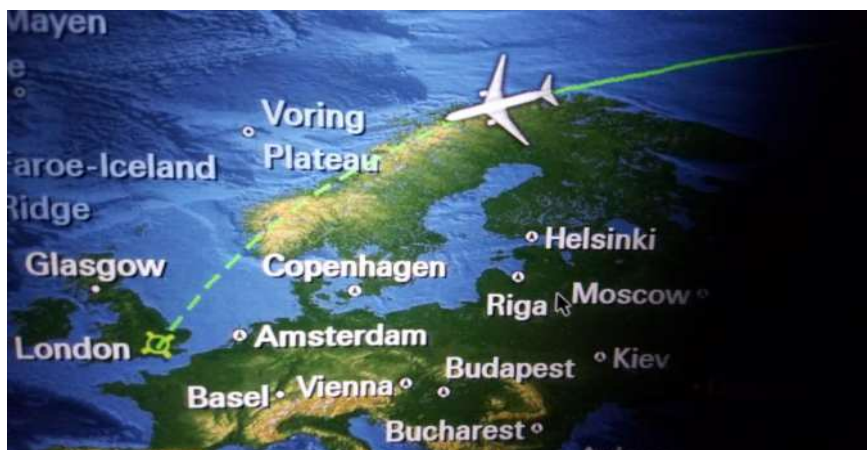 Mayen
e
Voring
Plateau
Faroe-Iceland
Ridge
Glasgow
Copenhagen
Helsinki
Riga
Moscow
London
Amsterdam
Basel
Vienna
Budapest
Kiev
Bucharest